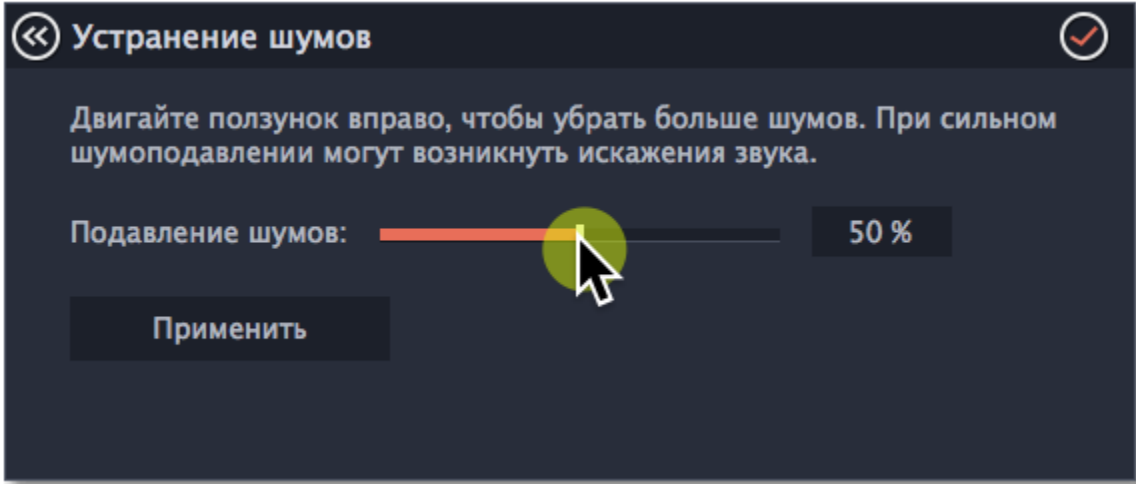 Устранение шумов
Двигайте ползунок вправо, чтобы убрать больше шумов. При сильном
шумоподавлении могут возникнуть искажения звука.
Подавление шумов: 50 %
Применить